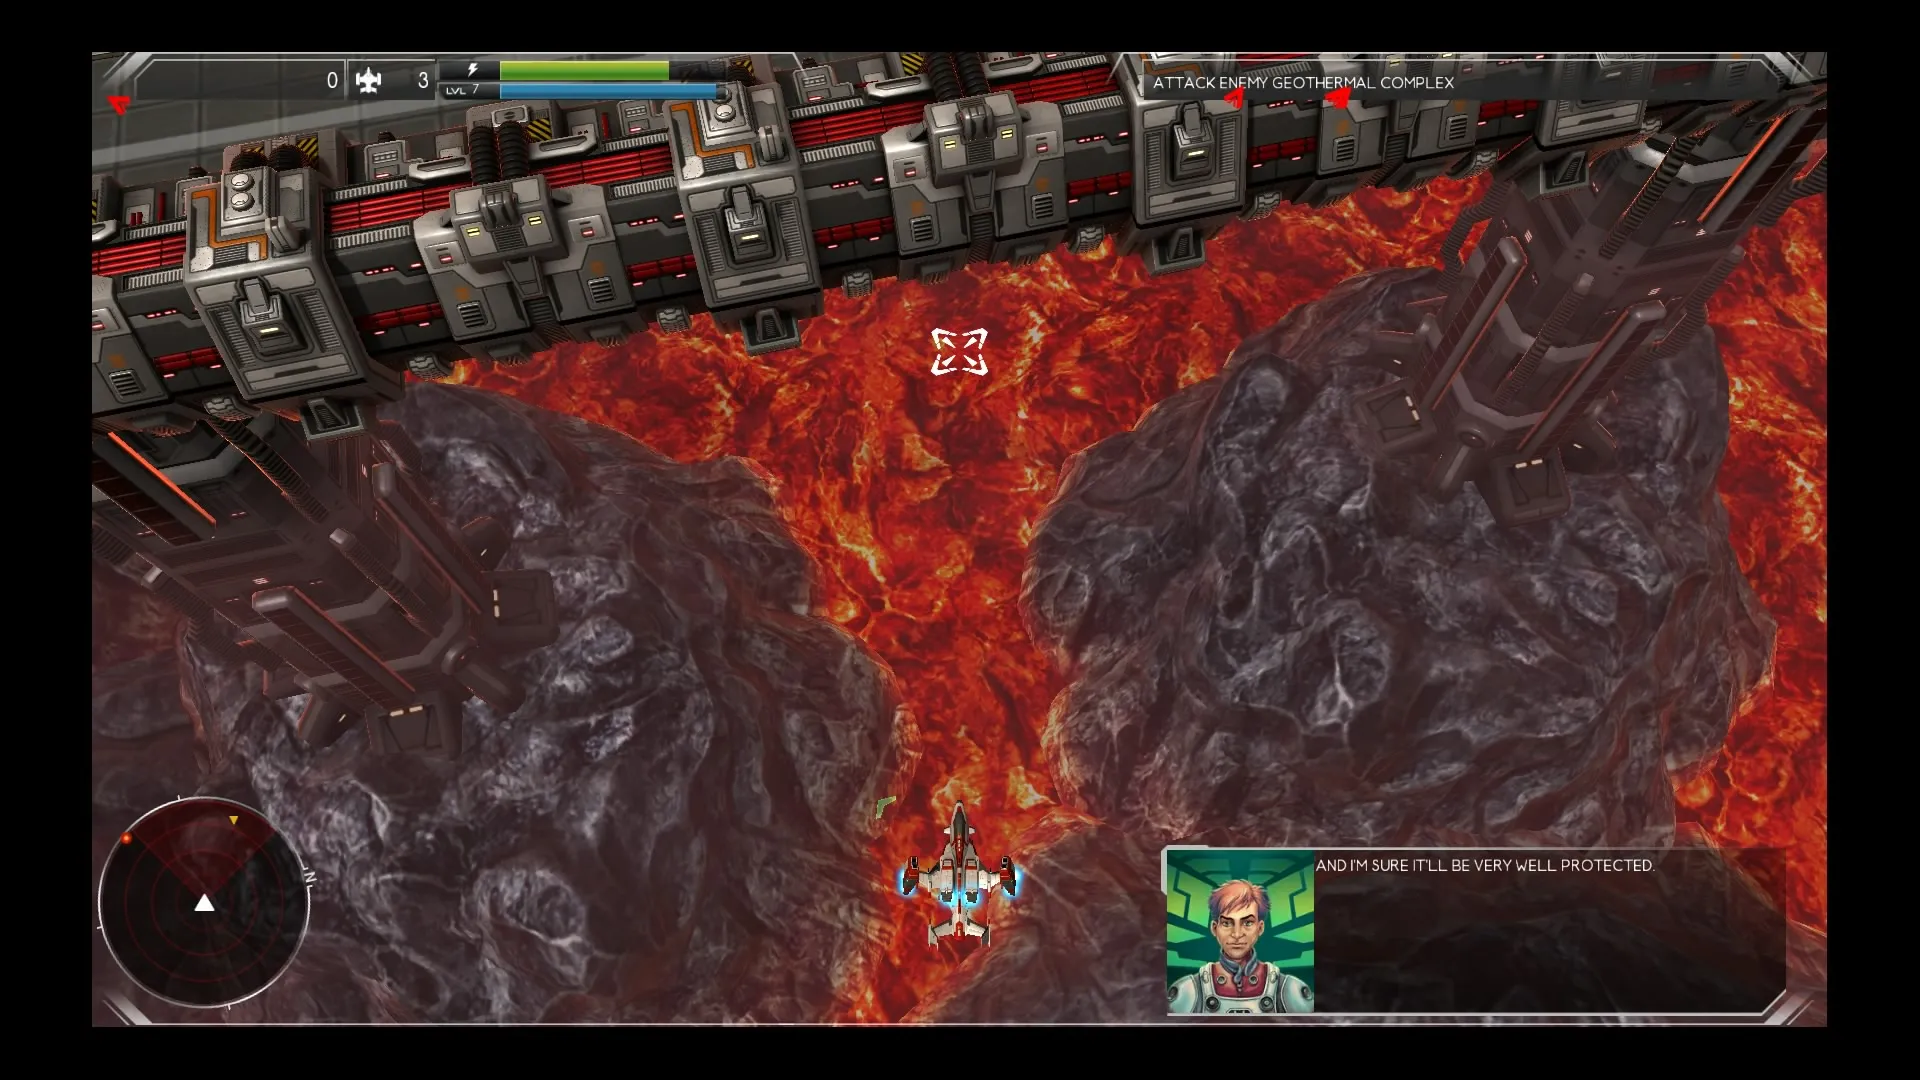 0
3
LVL 7
ATTACK ENEMY GEOTHERMAL COMPLEX
N
AND I'M SURE IT'LL BE VERY WELL PROTECTED.